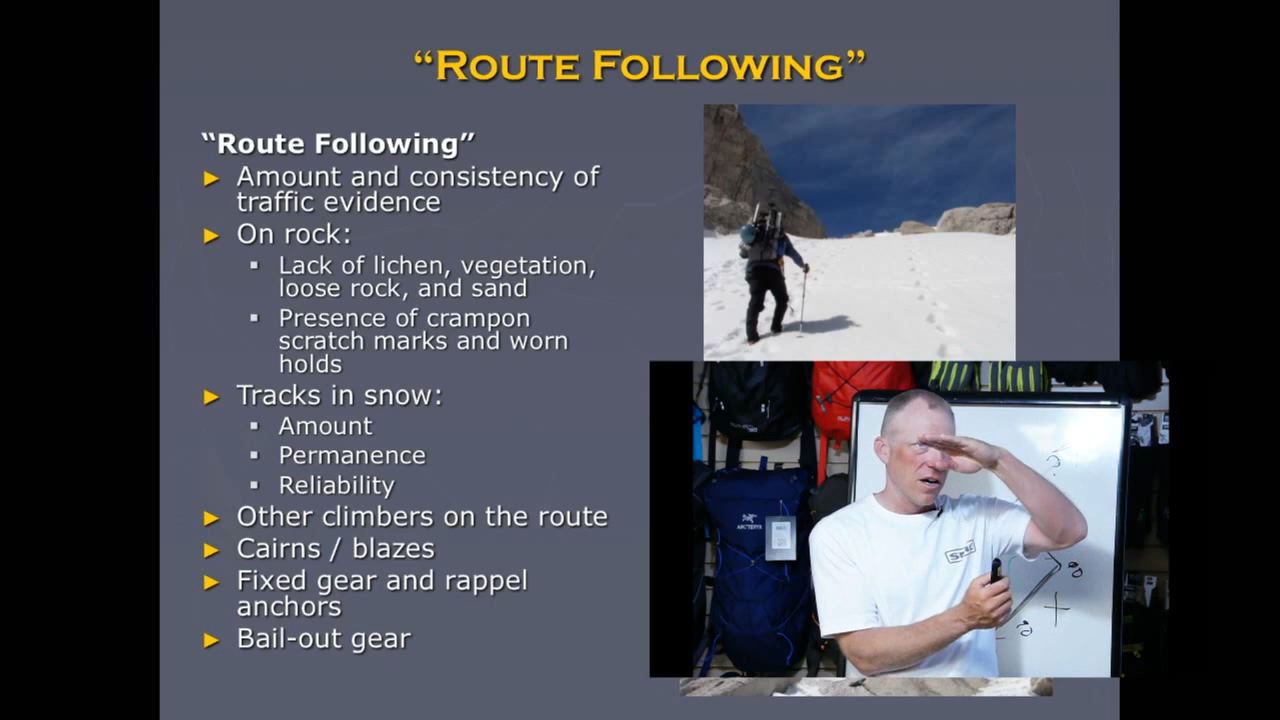 “ROUTE FOLLOWING”
“Route Following”
Amount and consistency of
traffic evidence
On rock:
Lack of lichen, vegetation,
loose rock, and sand
Presence of crampon
scratch marks and worn
holds
Tracks in snow:
Amount
Permanence
Reliability
Other climbers on the route
Cairns / blazes
Fixed gear and rappel
anchors
Bail-out gear
ARC'TERYX